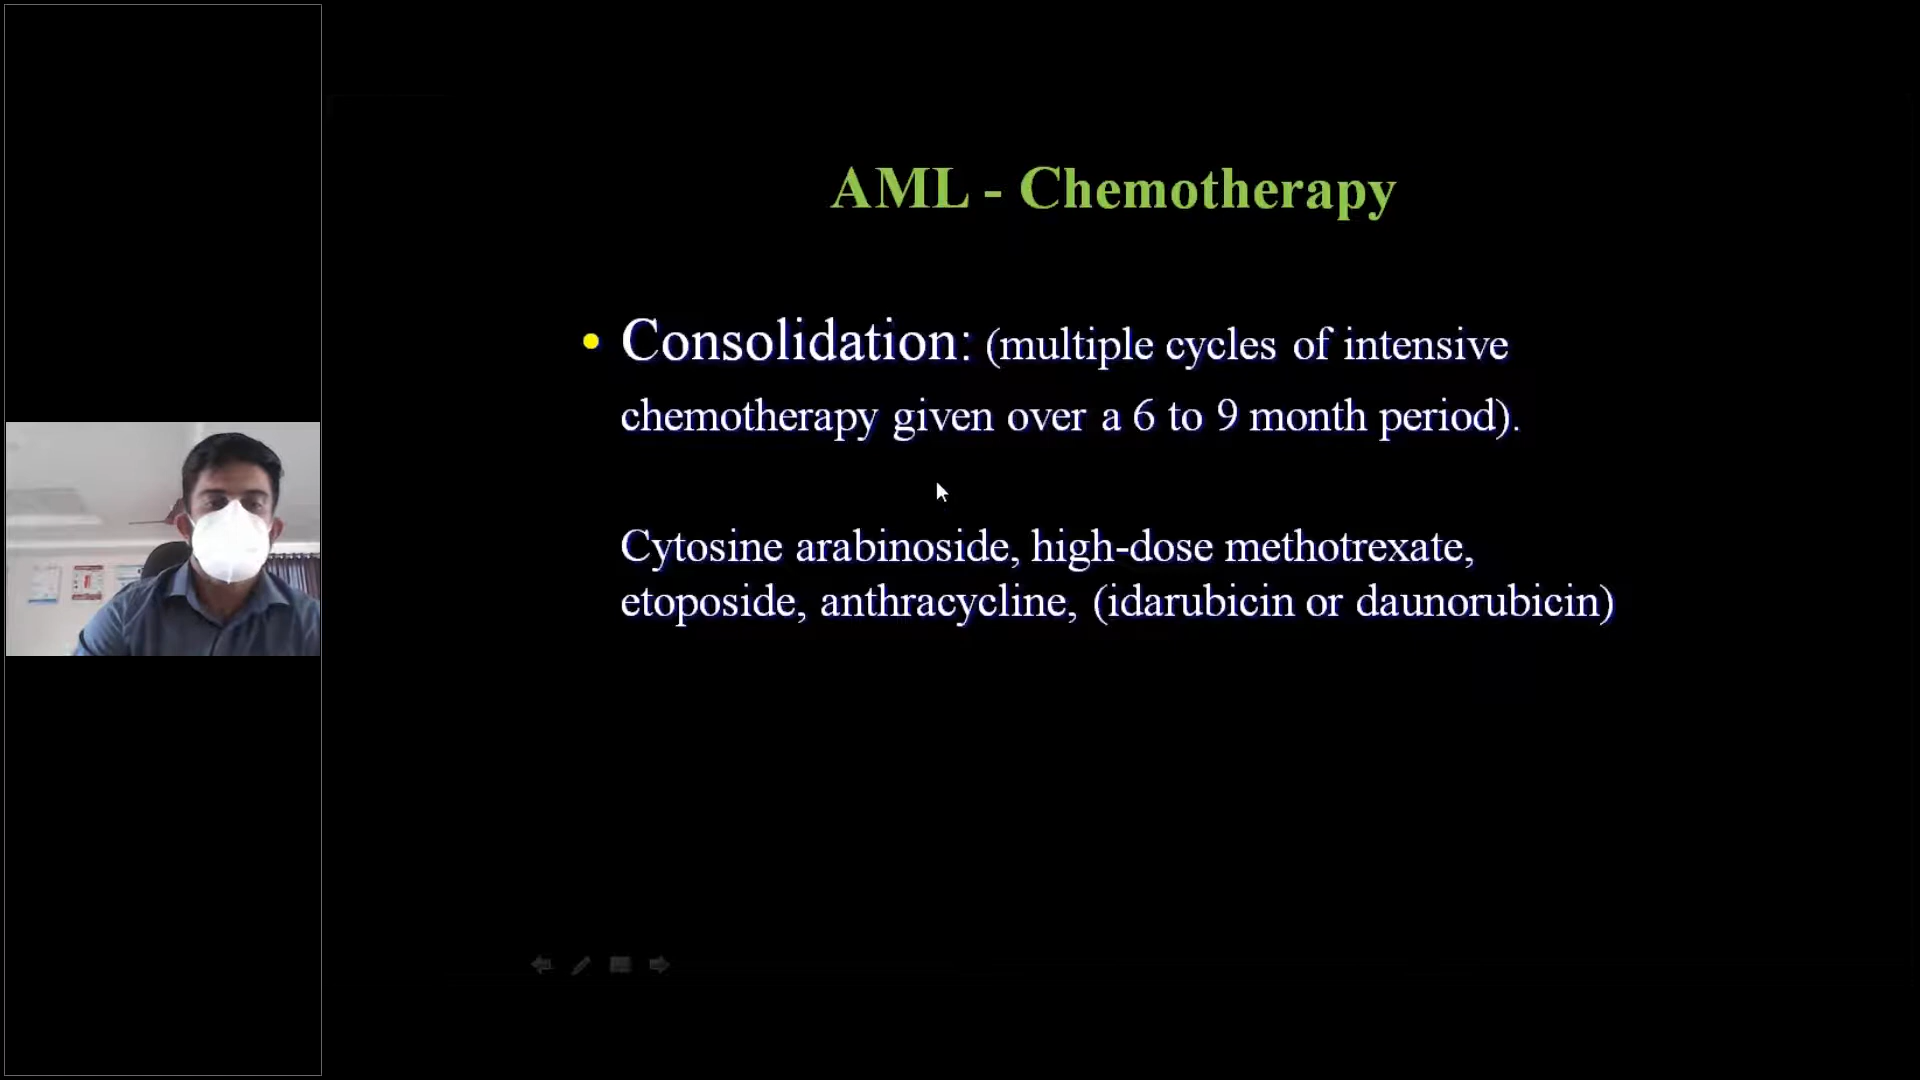 AML - Chemotherapy
• Consolidation: (multiple cycles of intensive
chemotherapy given over a 6 to 9 month period).
Cytosine arabinoside, high-dose methotrexate,
etoposide, anthracycline, (idarubicin or daunorubicin)